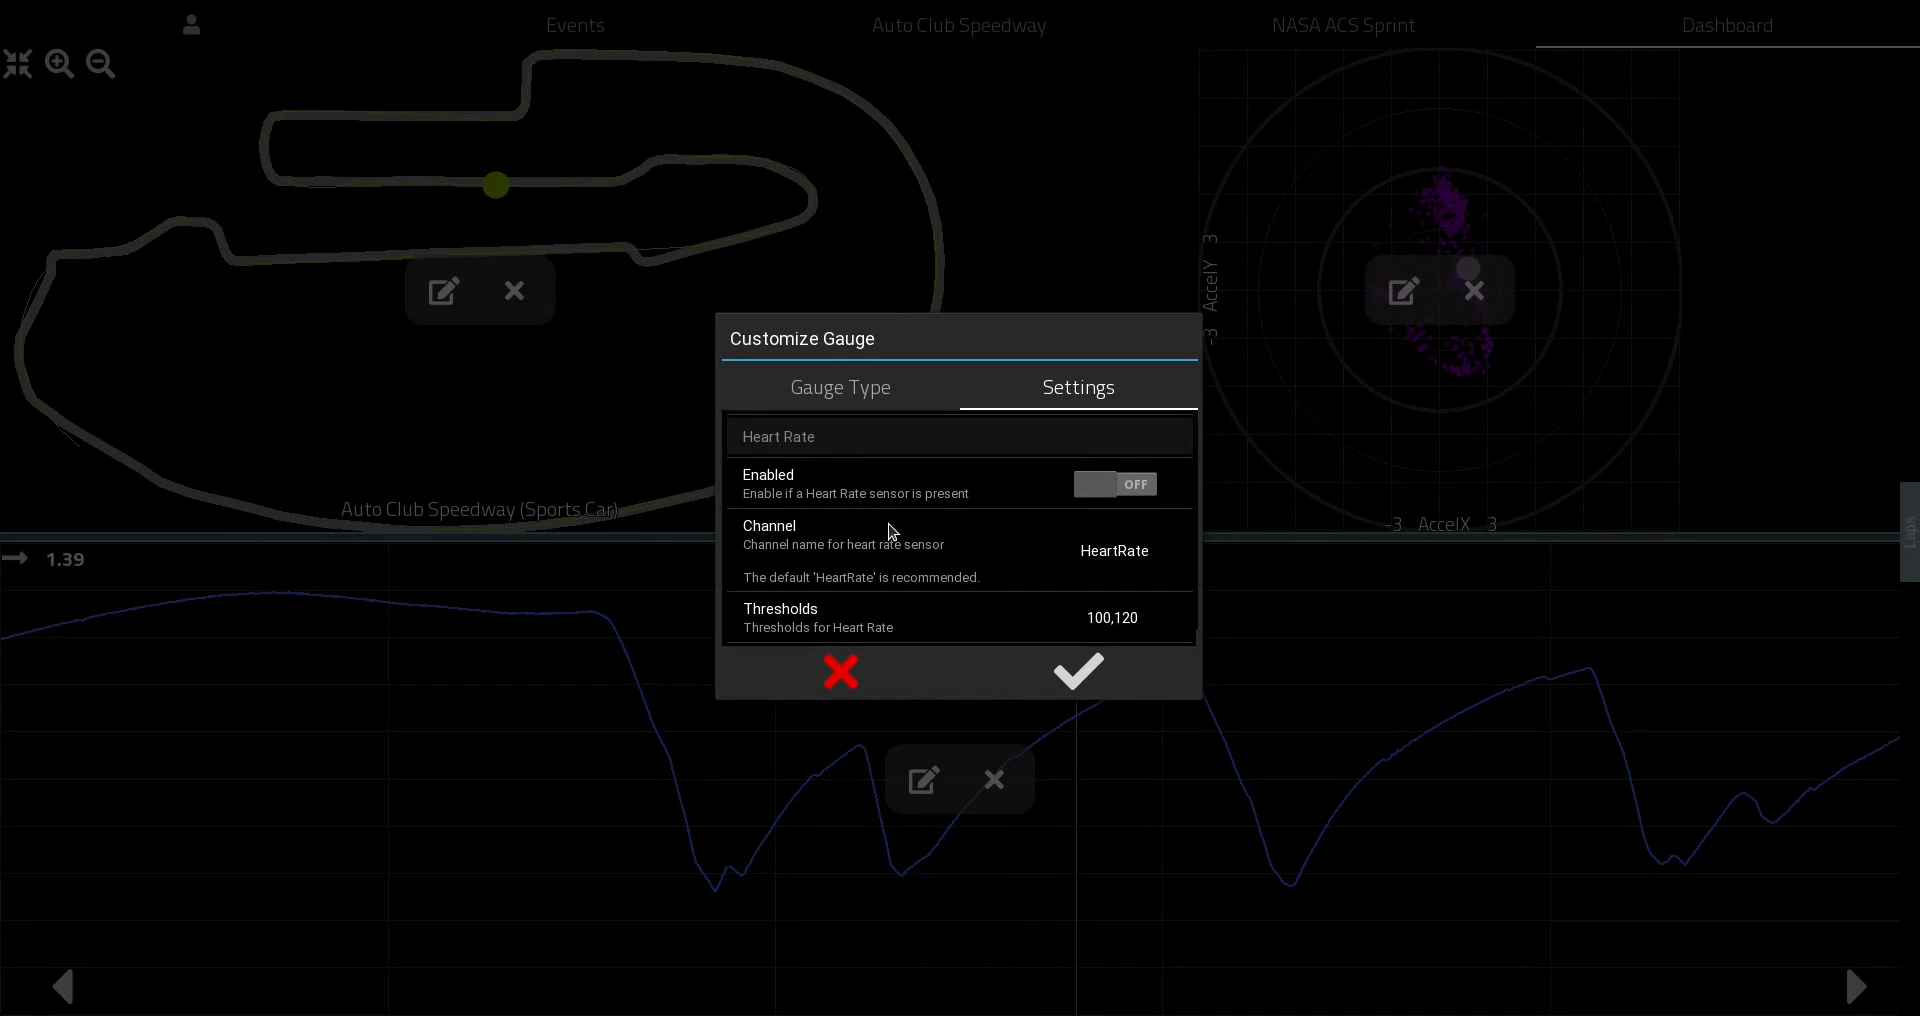 Events
Auto Club Speedway
NASA ACS Sprint
Dashboard
-3 AccelY 3
Customize Gauge
Gauge Type
Settings
Heart Rate
Enabled
Enable if a Heart Rate sensor is present
OFF
Channel
Channel name for heart rate sensor
HeartRate
The default 'HeartRate' is recommended.
Thresholds
100,120
Thresholds for Heart Rate
Auto Club Speedway (Sports Car)
-3 AccelX 3
Laps
1.39